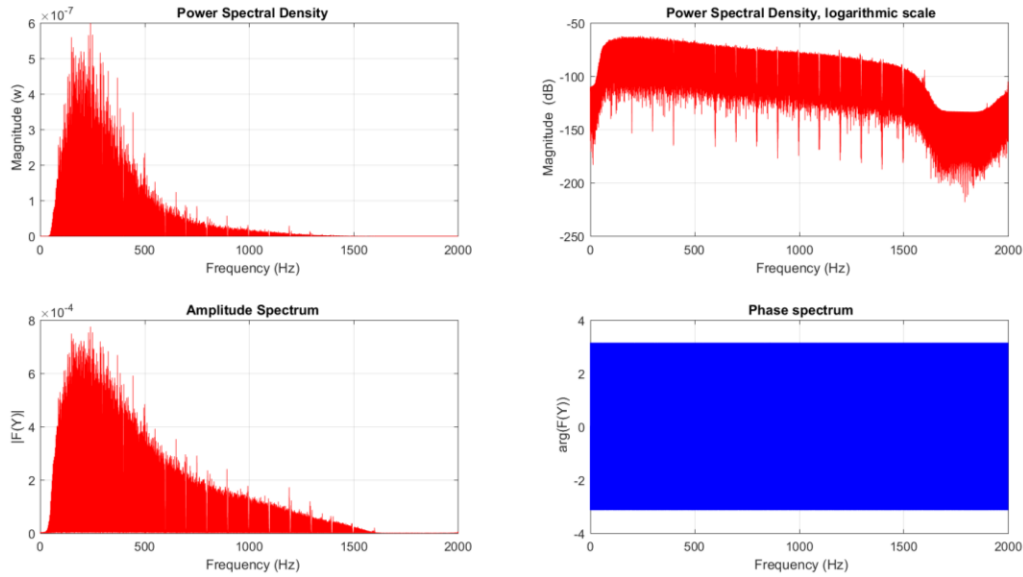 Power Spectral Density
×10⁻⁷
6
5
4
3
2
1
0
Magnitude (w)
0 500 1000 1500 2000
Frequency (Hz)
Power Spectral Density, logarithmic scale
-50
-100
-150
-200
-250
Magnitude (dB)
0 500 1000 1500 2000
Frequency (Hz)
Amplitude Spectrum
×10⁻⁴
8
6
4
2
0
|F(Y)|
0 500 1000 1500 2000
Frequency (Hz)
Phase spectrum
4
2
0
-2
-4
arg(F(Y))
0 500 1000 1500 2000
Frequency (Hz)